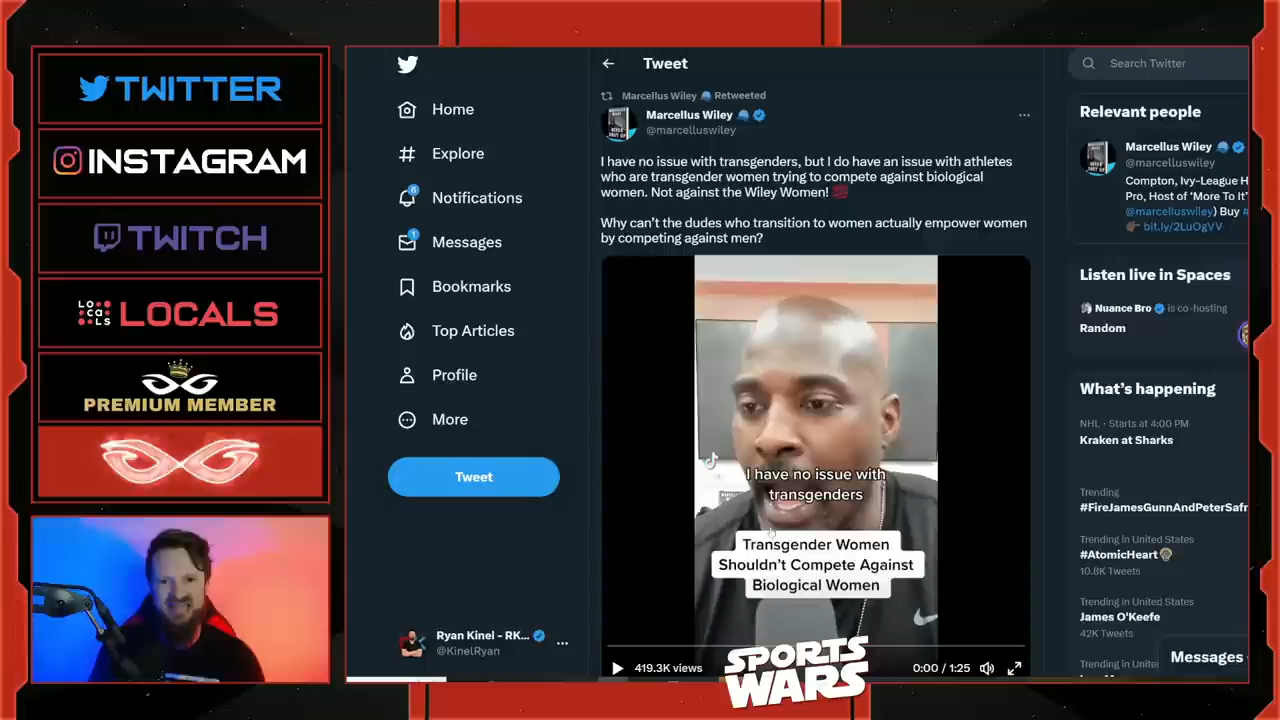 TWITTER
INSTAGRAM
TWITCH
LOCALS
LOCALS
PREMIUM MEMBER
Home
Explore
6
Notifications
1
Messages
Bookmarks
Top Articles
Profile
More
Tweet
Ryan Kinel - RK...
@KinelRyan
Tweet
Marcellus Wiley Retweeted
Marcellus Wiley
@marcelluswiley
I have no issue with transgenders, but I do have an issue with athletes
who are transgender women trying to compete against biological
women. Not against the Wiley Women! 💯
Why can't the dudes who transition to women actually empower women
by competing against men?
I have no issue with
transgenders
Transgender Women
Shouldn't Compete Against
Biological Women
419.3K views
0:00 / 1:25
SPORTS
WARS
Search Twitter
Relevant people
Marcellus Wiley
@marcelluswiley
Compton, Ivy-League H
Pro, Host of 'More To It'
@marcelluswiley) Buy #
bit.ly/2LuOgVV
Listen live in Spaces
Nuance Bro is co-hosting
Random
What's happening
NHL · Starts at 4:00 PM
Kraken at Sharks
Trending
#FireJamesGunnAndPeterSafr
Trending in United States
#AtomicHeart
10.8K Tweets
Trending in United States
James O'Keefe
42K Tweets
Trending in Unite
Messages